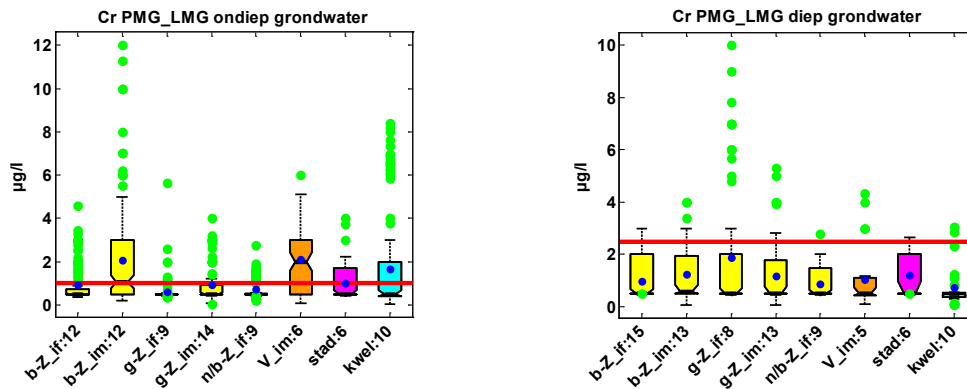 Cr PMG_LMG ondiep grondwater
µg/l
12
10
8
6
4
2
0
b-Z_if:12
b-Z_im:12
g-Z_if:9
g-Z_im:14
n/b-Z_if:9
V_im:6
stad:6
kwel:10
Cr PMG_LMG diep grondwater
µg/l
10
8
6
4
2
0
b-Z_if:15
b-Z_im:13
g-Z_if:8
g-Z_im:13
n/b-Z_if:9
V_im:5
stad:6
kwel:10